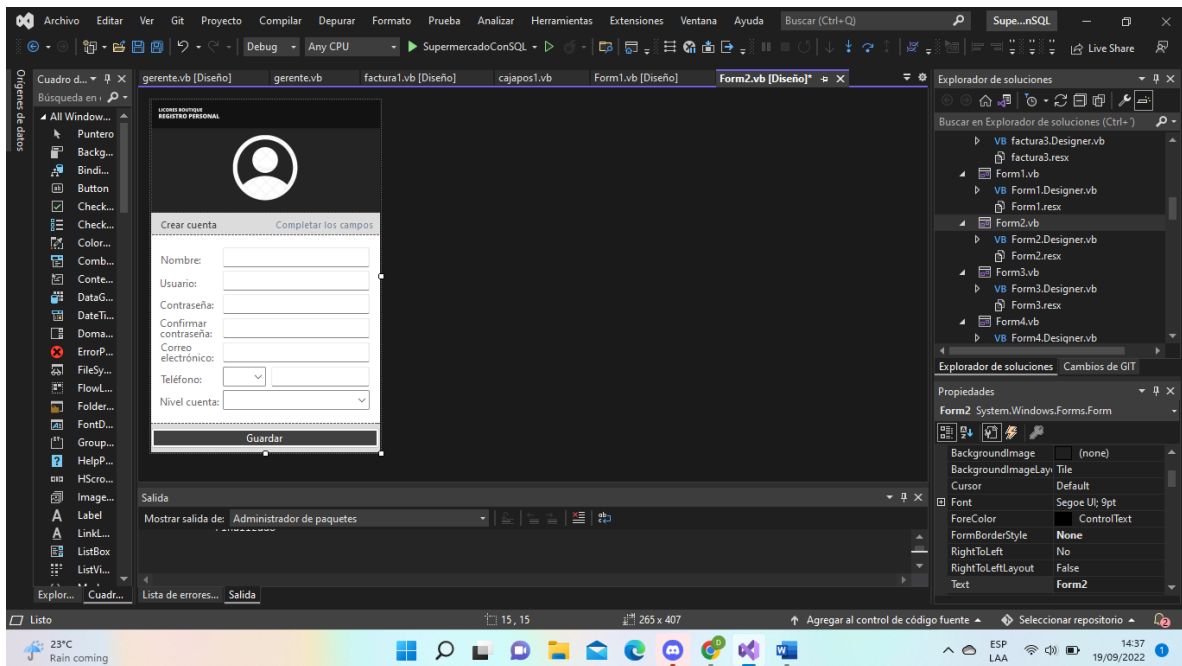 Archivo Editar Ver Git Proyecto Compilar Depurar Formato Prueba Analizar Herramientas Extensiones Ventana Ayuda Buscar (Ctrl+Q) Supe...nSQL
Debug Any CPU SupermercadoConSQL Live Share
Orígenes de datos
Cuadro d...
Búsqueda en
All Window...
Puntero
Backg...
Bindi...
Button
Check...
Check...
Color...
Comb...
Conte...
DataG...
DateTi...
Doma...
ErrorP...
FileSy...
FlowL...
Folder...
FontD...
Group...
HelpP...
HScro...
Image...
Label
LinkL...
ListBox
ListVi...
Explor... Cuadr...
gerente.vb [Diseño] gerente.vb factura1.vb [Diseño] cajapos1.vb Form1.vb [Diseño] Form2.vb [Diseño]*
LICORES BOUTIQUE
REGISTRO PERSONAL
Crear cuenta Completar los campos
Nombre:
Usuario:
Contraseña:
Confirmar
contraseña:
Correo
electrónico:
Teléfono:
Nivel cuenta:
Guardar
Salida
Mostrar salida de: Administrador de paquetes
Lista de errores... Salida
Explorador de soluciones
Buscar en Explorador de soluciones (Ctrl+´)
VB factura3.Designer.vb
factura3.resx
Form1.vb
VB Form1.Designer.vb
Form1.resx
Form2.vb
VB Form2.Designer.vb
Form2.resx
Form3.vb
VB Form3.Designer.vb
Form3.resx
Form4.vb
VB Form4.Designer.vb
Explorador de soluciones Cambios de GIT
Propiedades
Form2 System.Windows.Forms.Form
BackgroundImage (none)
BackgroundImageLay Tile
Cursor Default
Font Segoe UI; 9pt
ForeColor ControlText
FormBorderStyle None
RightToLeft No
RightToLeftLayout False
Text Form2
Listo 15, 15 265 x 407 Agregar al control de código fuente Seleccionar repositorio 2
23°C
Rain coming
ESP
LAA
14:37
19/09/2022
1